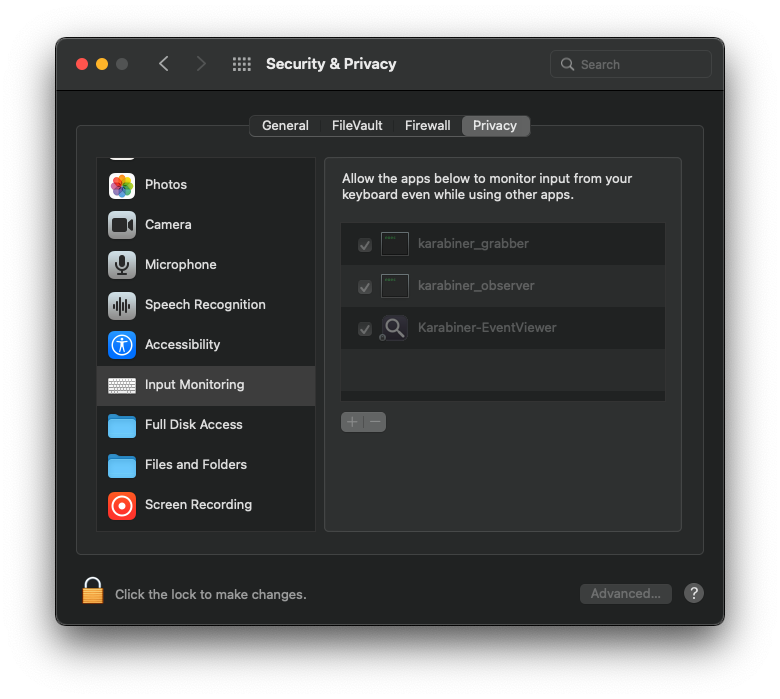 Security & Privacy
Search
General
FileVault
Firewall
Privacy
Photos
Camera
Microphone
Speech Recognition
Accessibility
Input Monitoring
Full Disk Access
Files and Folders
Screen Recording
Allow the apps below to monitor input from your
keyboard even while using other apps.
karabiner_grabber
karabiner_observer
Karabiner-EventViewer
Click the lock to make changes.
Advanced...
?